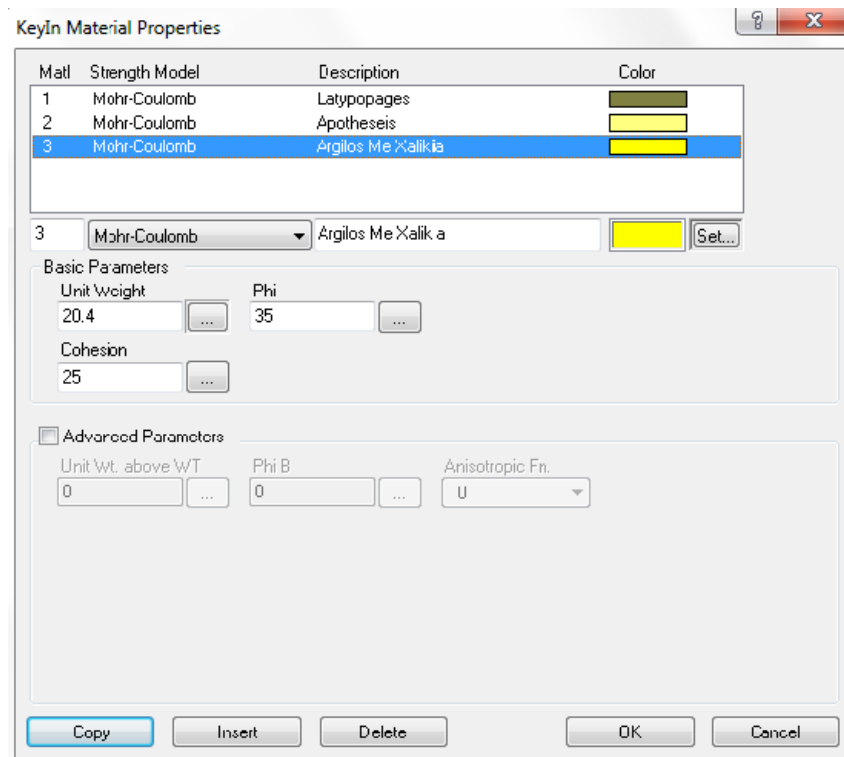 KeyIn Material Properties
Matl Strength Model Description Color
1 Mohr-Coulomb Latypopages
2 Mohr-Coulomb Apotheseis
3 Mohr-Coulomb Argilos Me Xalikia
3 Mohr-Coulomb Argilos Me Xalik a Set...
Basic Parameters
Unit Weight Phi
20.4 ... 35 ...
Cohesion
25 ...
Advanced Parameters
Unit Wt. above WT Phi B Anisotropic Fn.
0 ... 0 ... 0
Copy Insert Delete OK Cancel